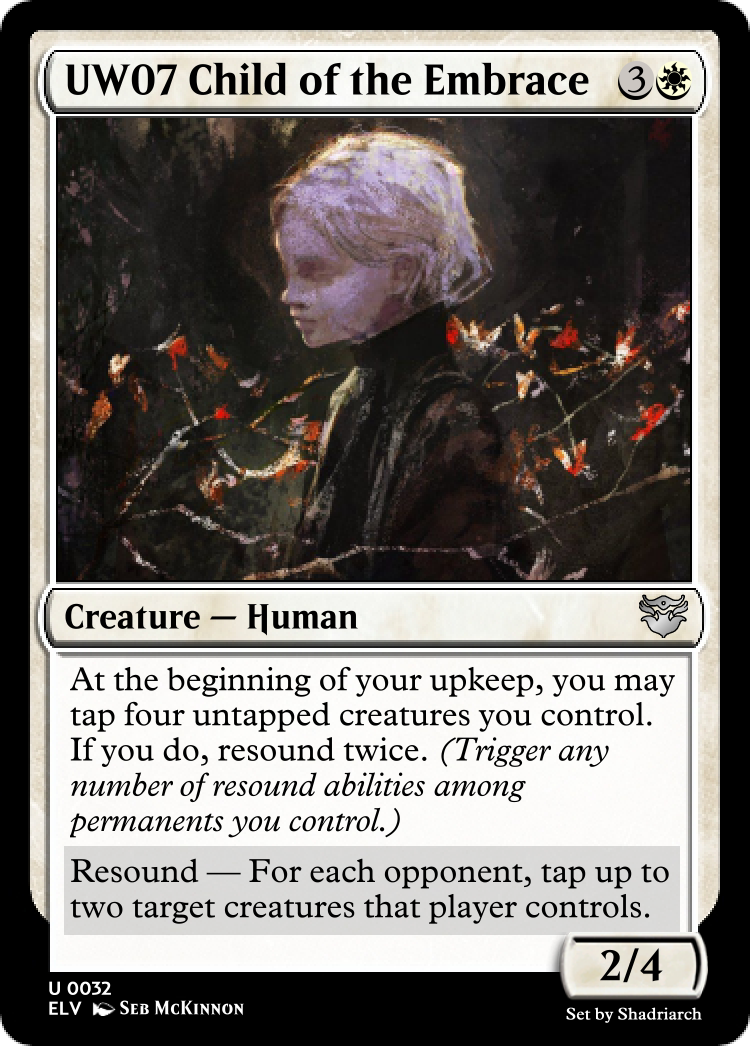 UW07 Child of the Embrace 3
Creature — Human
At the beginning of your upkeep, you may
tap four untapped creatures you control.
If you do, resound twice. (Trigger any
number of resound abilities among
permanents you control.)
Resound — For each opponent, tap up to
two target creatures that player controls.
2/4
U 0032
ELV Seb McKinnon
Set by Shadriarch